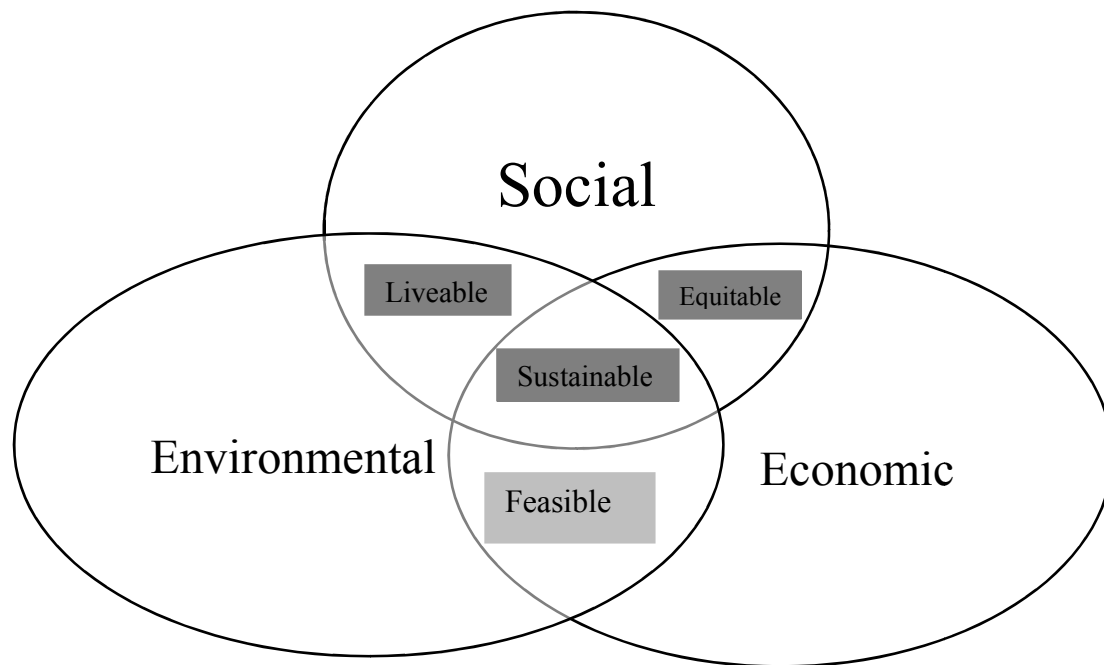 Social
Liveable
Equitable
Sustainable
Environmental
Economic
Feasible